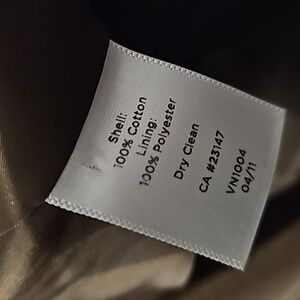 Shell:
100% Cotton
Lining:
100% Polyester
Dry Clean
CA #23147
VN1004
04/11